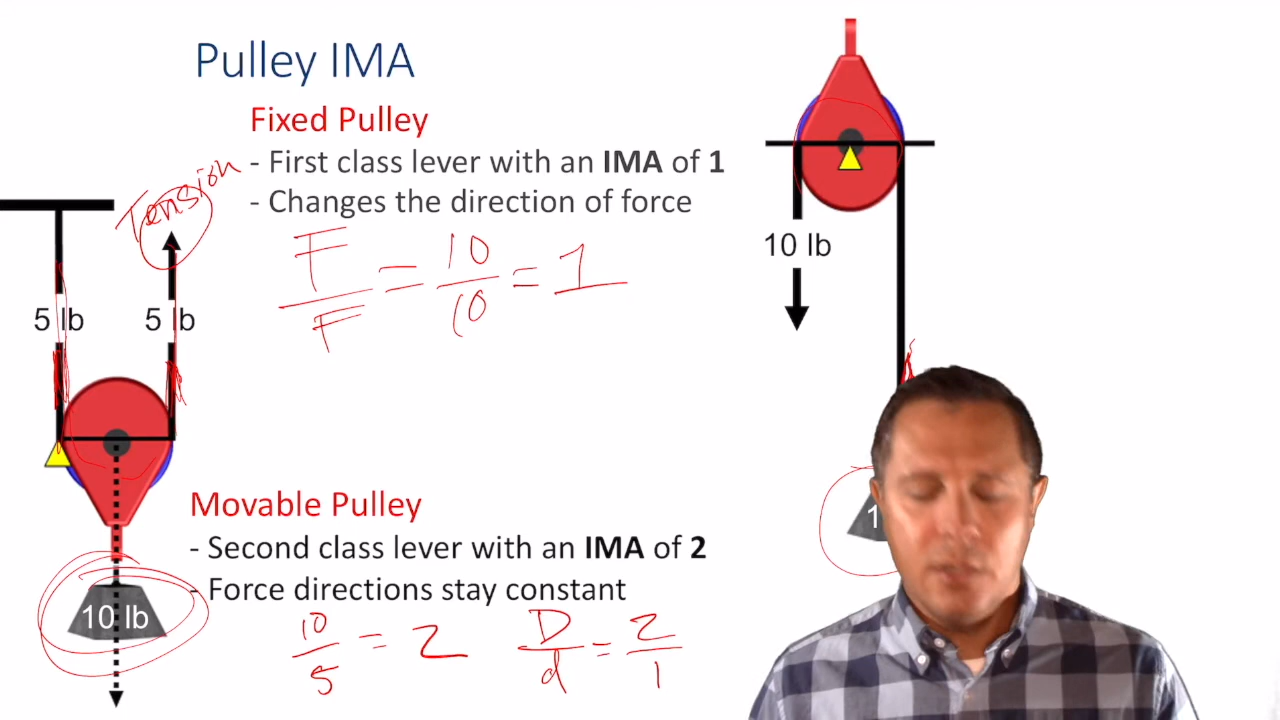 Pulley IMA
Fixed Pulley
- First class lever with an IMA of 1
- Changes the direction of force
Tension
F/F = 10/10 = 1
10 lb
5 lb 5 lb
Movable Pulley
- Second class lever with an IMA of 2
- Force directions stay constant
10 lb
10/5 = 2 D/d = 2/1